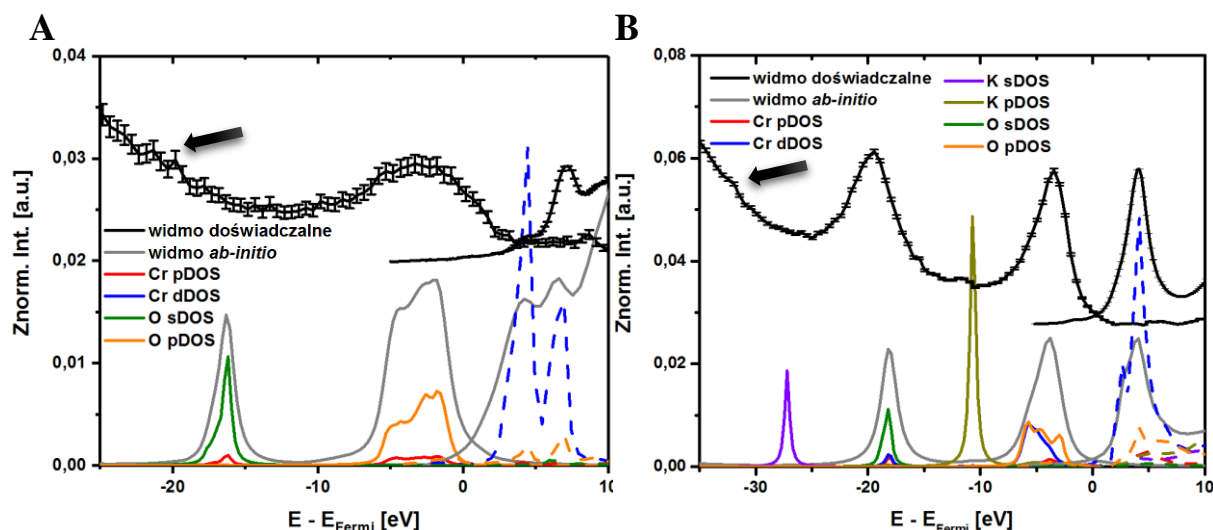 A
0,04
0,03
0,02
0,01
0,00
Znorm. Int. [a.u.]
widmo doświadczalne
widmo ab-initio
Cr pDOS
Cr dDOS
O sDOS
O pDOS
-20 -10 0 10
E - EFermi [eV]
B
0,08
0,06
0,04
0,02
0,00
Znorm. Int. [a.u.]
widmo doświadczalne
widmo ab-initio
Cr pDOS
Cr dDOS
K sDOS
K pDOS
O sDOS
O pDOS
-30 -20 -10 0 10
E - EFermi [eV]